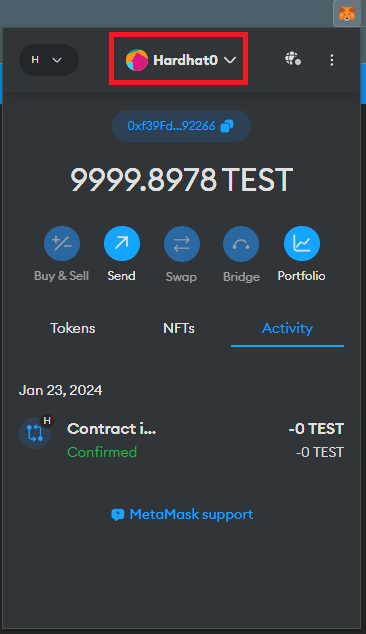 H
Hardhat0
0xf39Fd...92266
9999.8978 TEST
Buy & Sell
Send
Swap
Bridge
Portfolio
Tokens
NFTs
Activity
Jan 23, 2024
H
Contract i...
-0 TEST
Confirmed
-0 TEST
MetaMask support